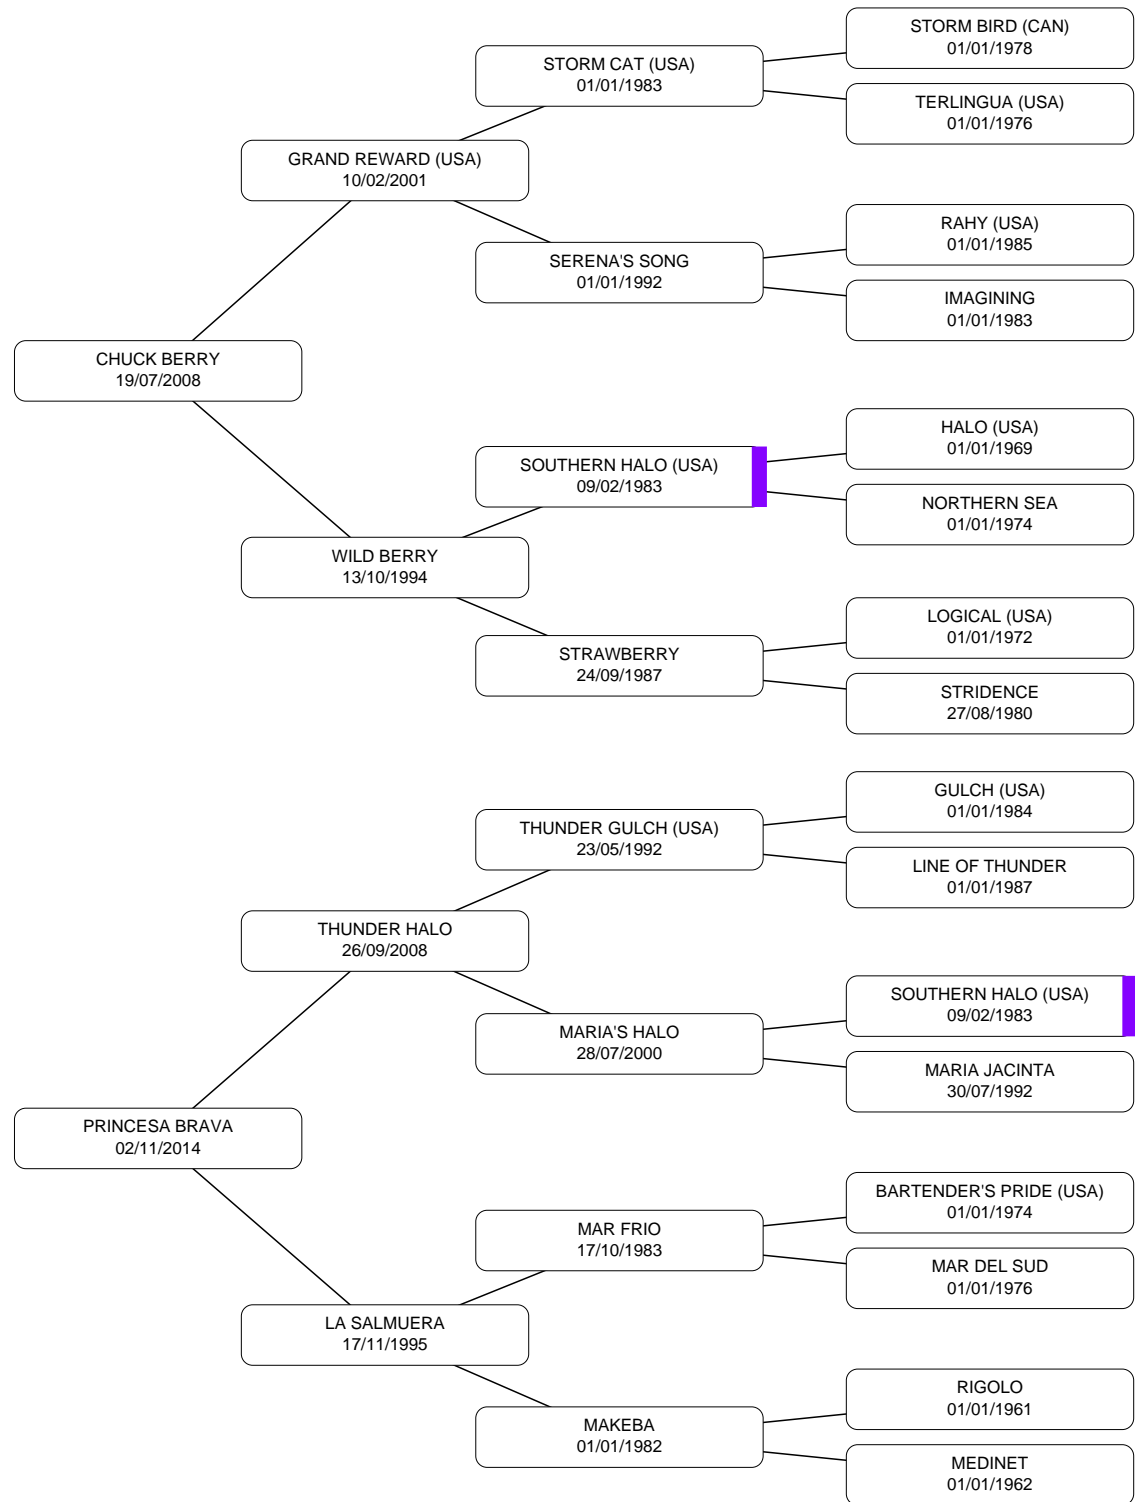 STORM BIRD (CAN)
01/01/1978
STORM CAT (USA)
01/01/1983
TERLINGUA (USA)
01/01/1976
GRAND REWARD (USA)
10/02/2001
RAHY (USA)
01/01/1985
SERENA'S SONG
01/01/1992
IMAGINING
01/01/1983
CHUCK BERRY
19/07/2008
HALO (USA)
01/01/1969
SOUTHERN HALO (USA)
09/02/1983
NORTHERN SEA
01/01/1974
WILD BERRY
13/10/1994
LOGICAL (USA)
01/01/1972
STRAWBERRY
24/09/1987
STRIDENCE
27/08/1980
GULCH (USA)
01/01/1984
THUNDER GULCH (USA)
23/05/1992
LINE OF THUNDER
01/01/1987
THUNDER HALO
26/09/2008
SOUTHERN HALO (USA)
09/02/1983
MARIA'S HALO
28/07/2000
MARIA JACINTA
30/07/1992
PRINCESA BRAVA
02/11/2014
BARTENDER'S PRIDE (USA)
01/01/1974
MAR FRIO
17/10/1983
MAR DEL SUD
01/01/1976
LA SALMUERA
17/11/1995
RIGOLO
01/01/1961
MAKEBA
01/01/1982
MEDINET
01/01/1962